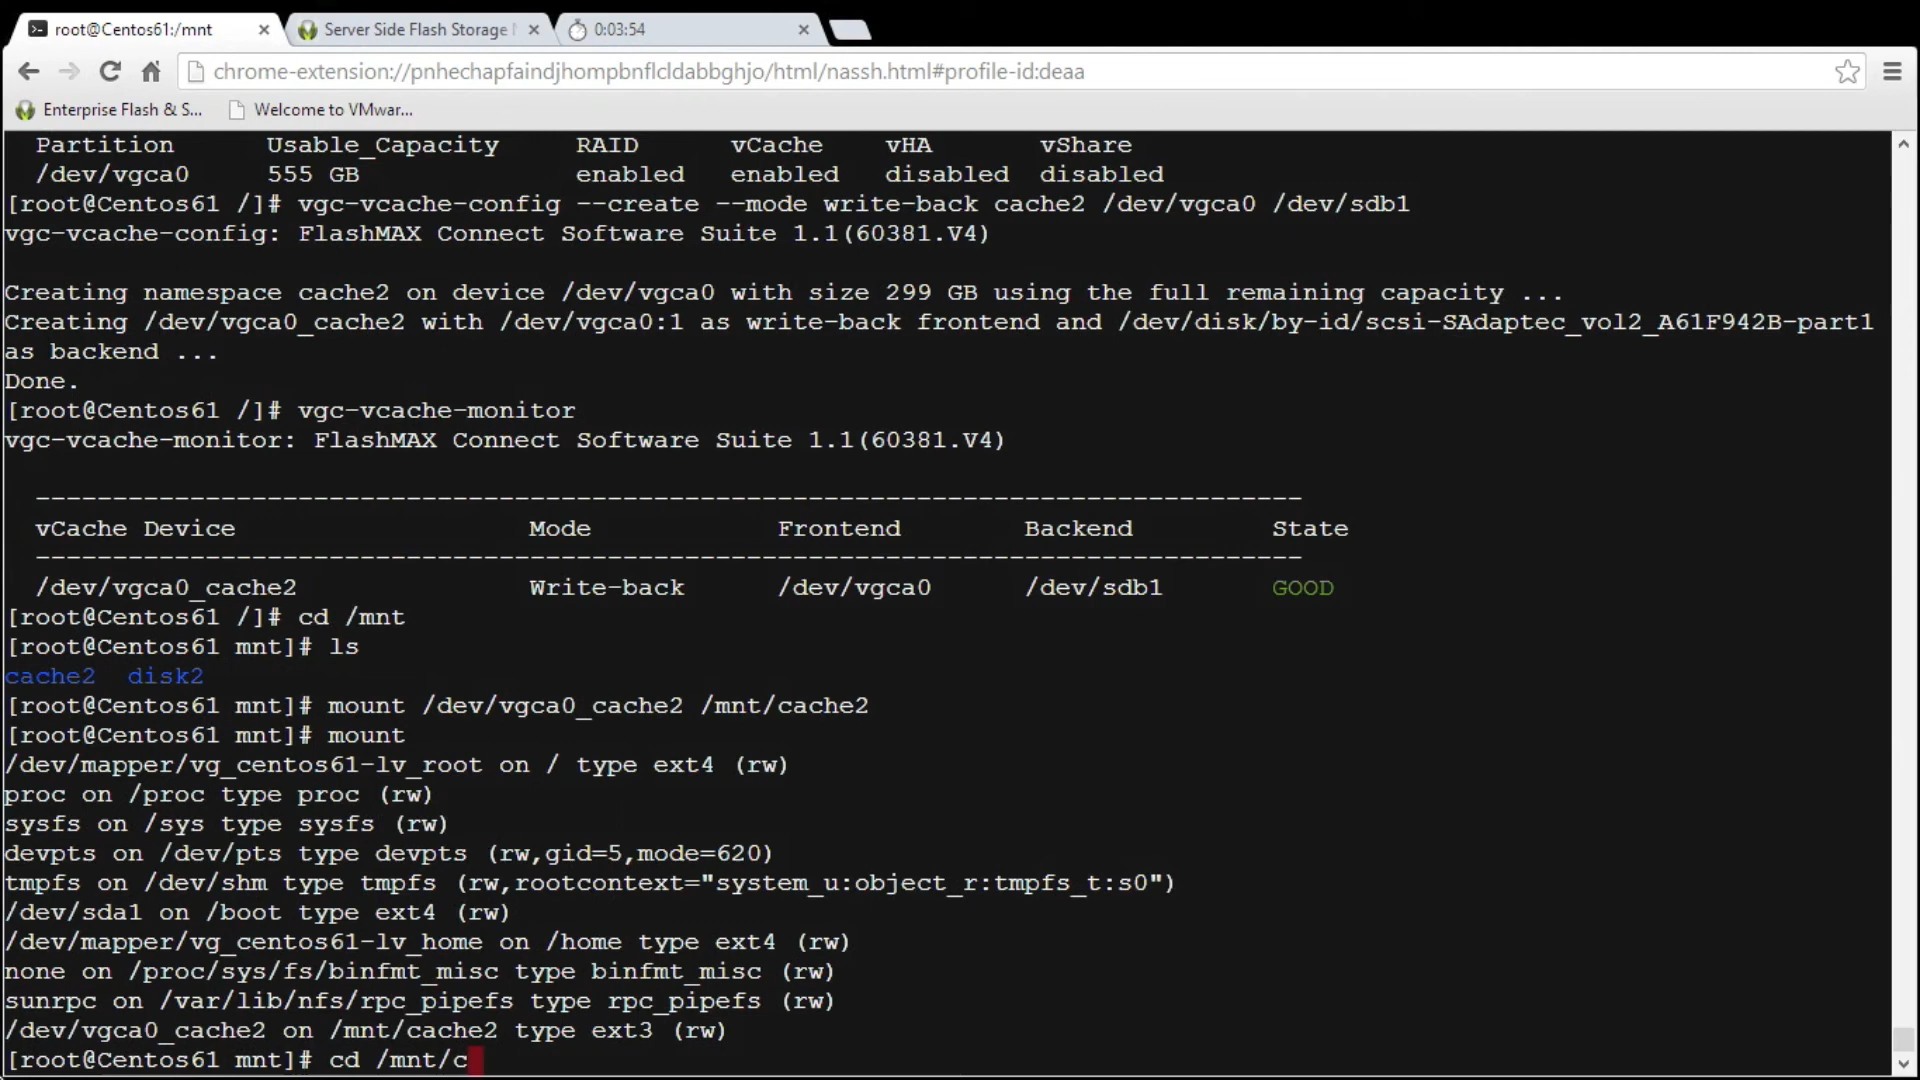 root@Centos61:/mnt
Server Side Flash Storage
0:03:54
chrome-extension://pnhechapfaindjhompbnflcldabbghjo/html/nassh.html#profile-id:deaa
Enterprise Flash & S...
Welcome to VMwar...
Partition Usable_Capacity RAID vCache vHA vShare
/dev/vgca0 555 GB enabled enabled disabled disabled
[root@Centos61 /]# vgc-vcache-config --create --mode write-back cache2 /dev/vgca0 /dev/sdb1
vgc-vcache-config: FlashMAX Connect Software Suite 1.1(60381.V4)
Creating namespace cache2 on device /dev/vgca0 with size 299 GB using the full remaining capacity ...
Creating /dev/vgca0_cache2 with /dev/vgca0:1 as write-back frontend and /dev/disk/by-id/scsi-SAdaptec_vol2_A61F942B-part1
as backend ...
Done.
[root@Centos61 /]# vgc-vcache-monitor
vgc-vcache-monitor: FlashMAX Connect Software Suite 1.1(60381.V4)
----------------------------------------------------------------------------------
vCache Device Mode Frontend Backend State
----------------------------------------------------------------------------------
/dev/vgca0_cache2 Write-back /dev/vgca0 /dev/sdb1 GOOD
[root@Centos61 /]# cd /mnt
[root@Centos61 mnt]# ls
cache2 disk2
[root@Centos61 mnt]# mount /dev/vgca0_cache2 /mnt/cache2
[root@Centos61 mnt]# mount
/dev/mapper/vg_centos61-lv_root on / type ext4 (rw)
proc on /proc type proc (rw)
sysfs on /sys type sysfs (rw)
devpts on /dev/pts type devpts (rw,gid=5,mode=620)
tmpfs on /dev/shm type tmpfs (rw,rootcontext="system_u:object_r:tmpfs_t:s0")
/dev/sda1 on /boot type ext4 (rw)
/dev/mapper/vg_centos61-lv_home on /home type ext4 (rw)
none on /proc/sys/fs/binfmt_misc type binfmt_misc (rw)
sunrpc on /var/lib/nfs/rpc_pipefs type rpc_pipefs (rw)
/dev/vgca0_cache2 on /mnt/cache2 type ext3 (rw)
[root@Centos61 mnt]# cd /mnt/c